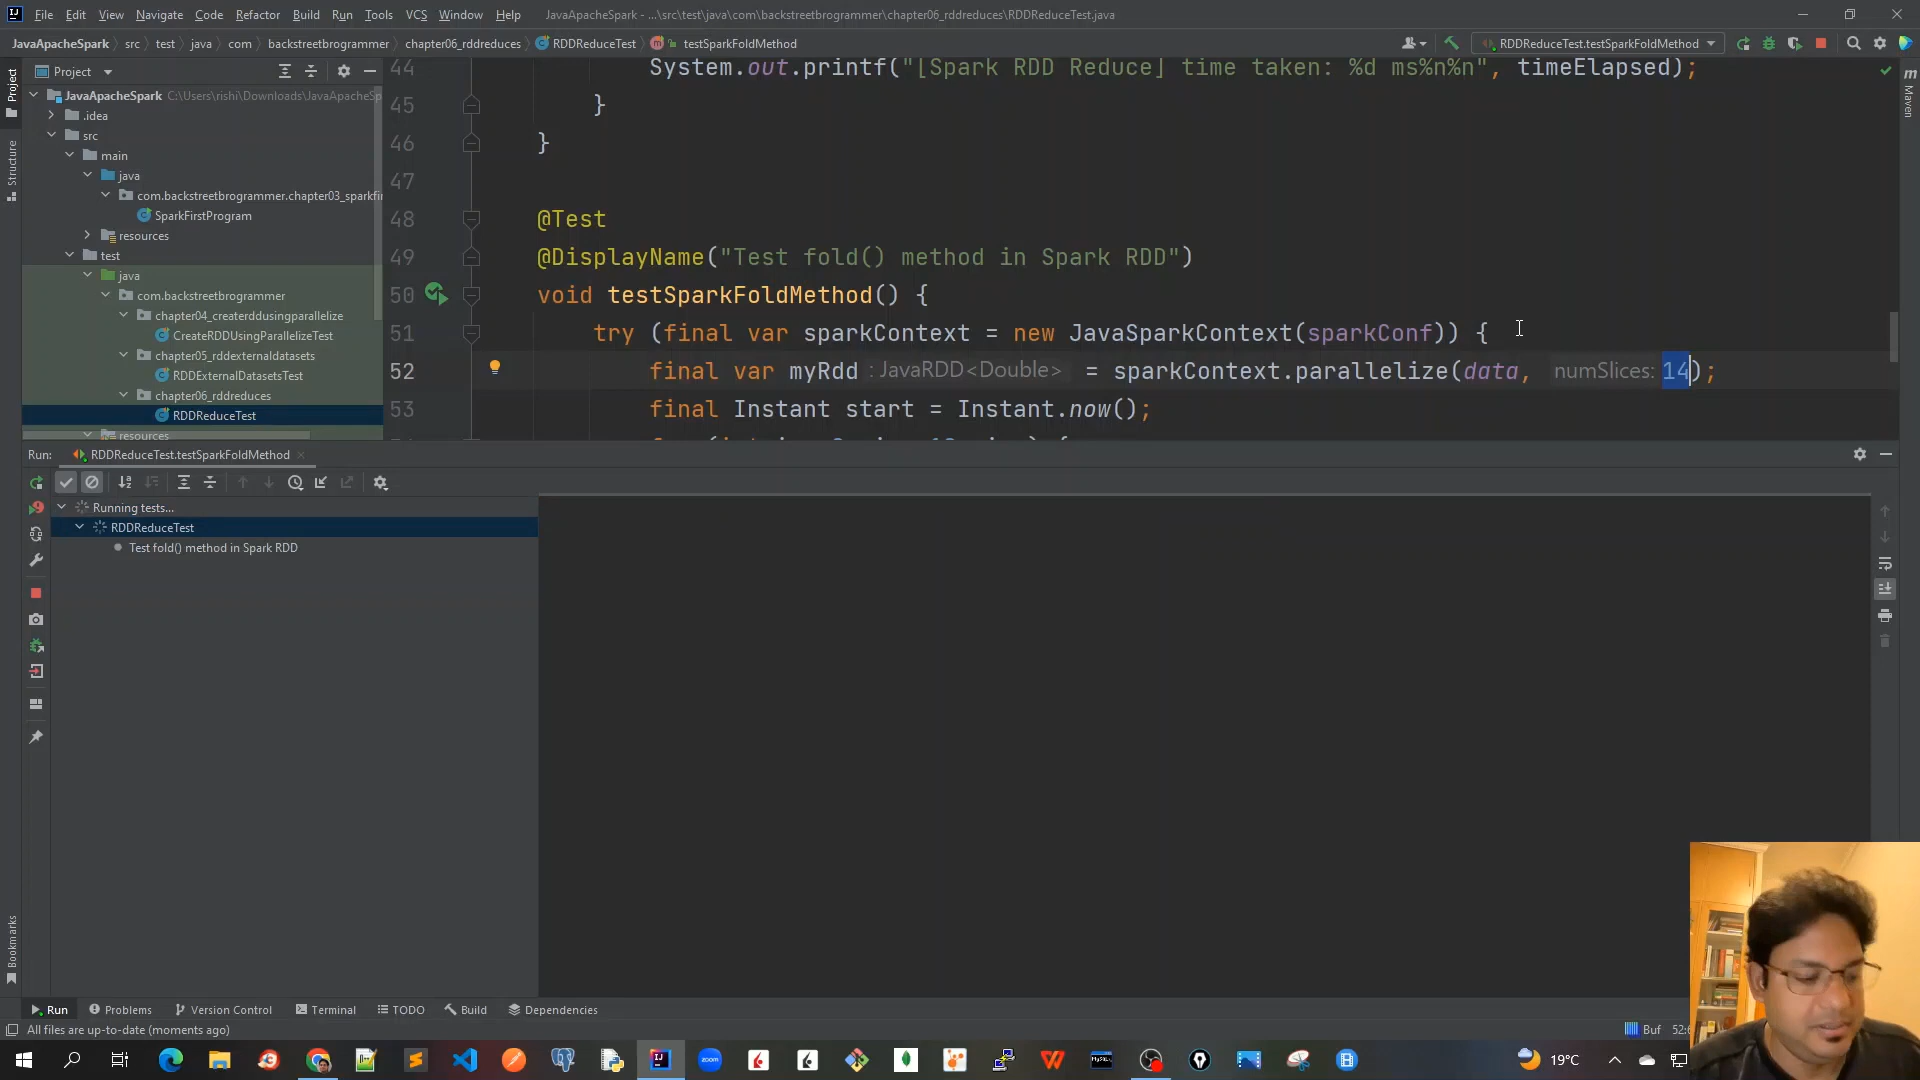 File Edit View Navigate Code Refactor Build Run Tools VCS Git Window Help JavaApacheSpark - ...\src\test\java\com\backstreetbrogrammer\chapter06_rddreduces\RDDReduceTest.java
JavaApacheSpark src test java com backstreetbrogrammer chapter06_rddreduces RDDReduceTest testSparkFoldMethod RDDReduceTest.testSparkFoldMethod
Project
JavaApacheSpark C:\Users\rishi\Downloads\JavaApacheSp
.idea
src
main
java
com.backstreetbrogrammer.chapter03_sparkfir
SparkFirstProgram
resources
test
java
com.backstreetbrogrammer
chapter04_createrddusingparallelize
CreateRDDUsingParallelizeTest
chapter05_rddexternaldatasets
RDDExternalDatasetsTest
chapter06_rddreduces
RDDReduceTest
resources
Project
Structure
Bookmarks
Maven
44 System.out.printf("[Spark RDD Reduce] time taken: %d ms%n%n", timeElapsed);
45 }
46 }
47
48 @Test
49 @DisplayName("Test fold() method in Spark RDD")
50 void testSparkFoldMethod() {
51 try (final var sparkContext = new JavaSparkContext(sparkConf)) {
52 final var myRdd : JavaRDD<Double> = sparkContext.parallelize(data, numSlices: 14);
53 final Instant start = Instant.now();
Run: RDDReduceTest.testSparkFoldMethod
Running tests...
RDDReduceTest
Test fold() method in Spark RDD
Run Problems Version Control Terminal TODO Build Dependencies
All files are up-to-date (moments ago) Buf
19°C